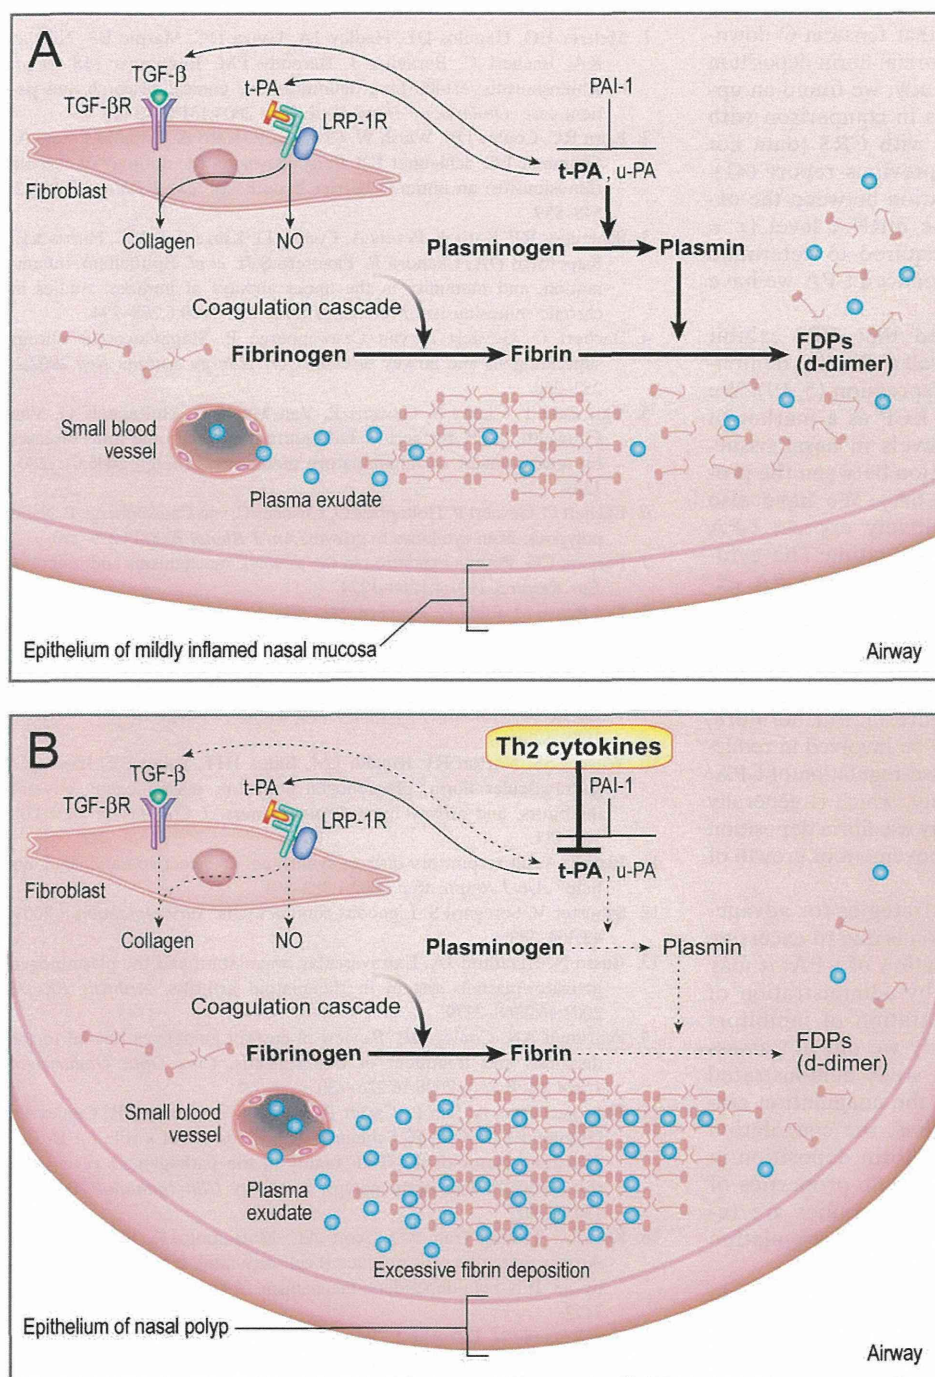 A
TGF-β
TGF-βR
t-PA
LRP-1R
PAI-1
t-PA , u-PA
Fibroblast
Collagen
NO
Plasminogen
Plasmin
Coagulation cascade
Fibrinogen
Fibrin
FDPs
(d-dimer)
Small blood
vessel
Plasma exudate
Epithelium of mildly inflamed nasal mucosa
Airway
B
Th2 cytokines
TGF-β
TGF-βR
t-PA
LRP-1R
PAI-1
t-PA , u-PA
Fibroblast
Collagen
NO
Plasminogen
Plasmin
Coagulation cascade
Fibrinogen
Fibrin
FDPs
(d-dimer)
Small blood
vessel
Plasma
exudate
Excessive fibrin deposition
Epithelium of nasal polyp
Airway